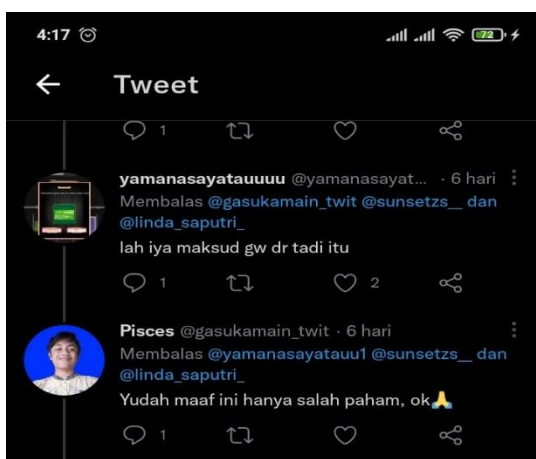 4:17
72
Tweet
1
yamanasayatauuuu @yamanasayat... · 6 hari
Membalas @gasukamain_twit @sunsetzs__ dan
@linda_saputri_
lah iya maksud gw dr tadi itu
1 2
Pisces @gasukamain_twit · 6 hari
Membalas @yamanasayatauu1 @sunsetzs__ dan
@linda_saputri_
Yudah maaf ini hanya salah paham, ok🙏
1